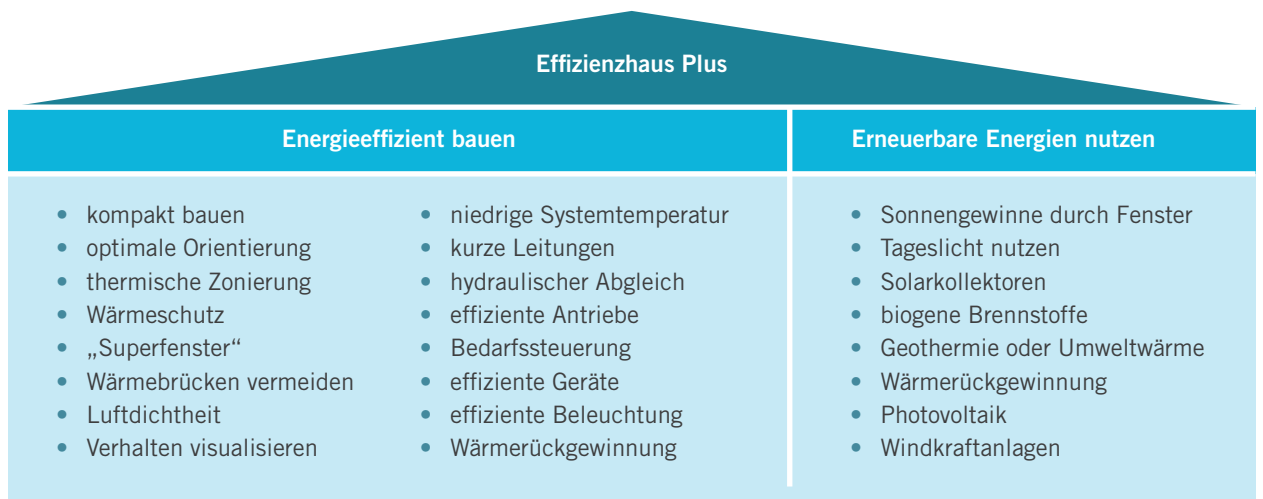 Effizienzhaus Plus
Energieeffizient bauen
• kompakt bauen
• optimale Orientierung
• thermische Zonierung
• Wärmeschutz
• „Superfenster“
• Wärmebrücken vermeiden
• Luftdichtheit
• Verhalten visualisieren
• niedrige Systemtemperatur
• kurze Leitungen
• hydraulischer Abgleich
• effiziente Antriebe
• Bedarfssteuerung
• effiziente Geräte
• effiziente Beleuchtung
• Wärmerückgewinnung
Erneuerbare Energien nutzen
• Sonnengewinne durch Fenster
• Tageslicht nutzen
• Solarkollektoren
• biogene Brennstoffe
• Geothermie oder Umweltwärme
• Wärmerückgewinnung
• Photovoltaik
• Windkraftanlagen